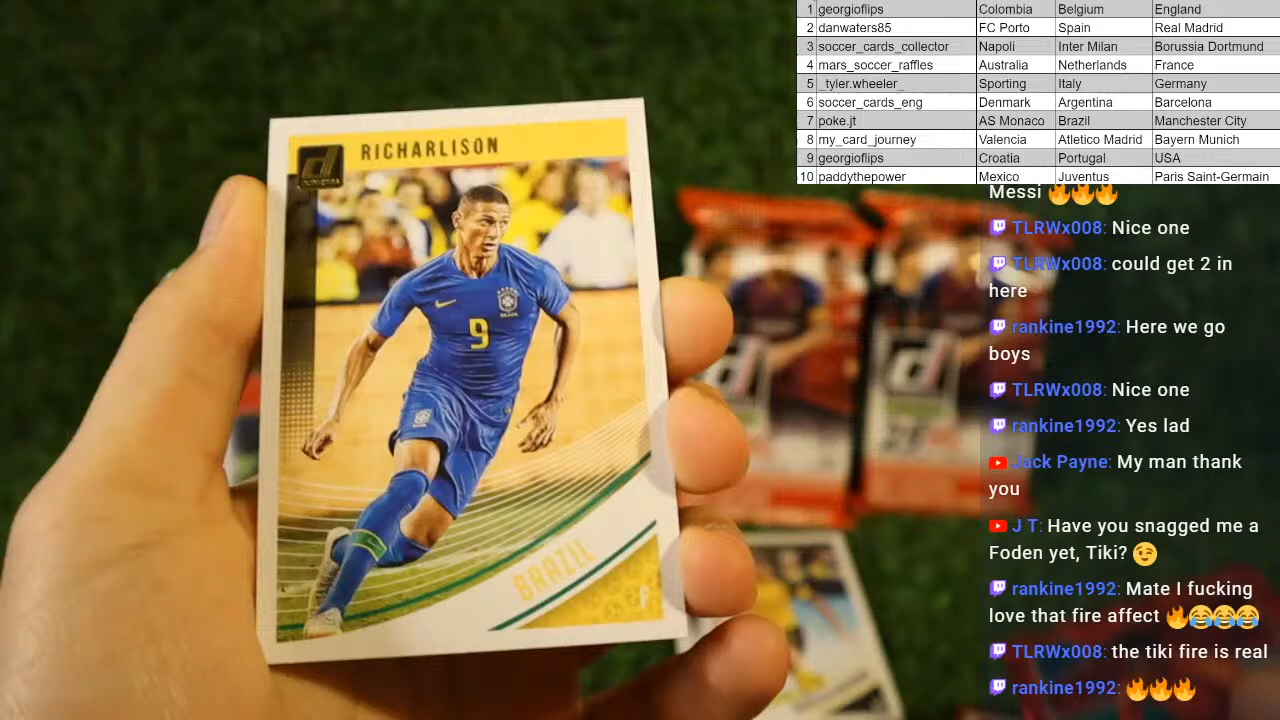 1 georgioflips Colombia Belgium England
2 danwaters85 FC Porto Spain Real Madrid
3 soccer_cards_collector Napoli Inter Milan Borussia Dortmund
4 mars_soccer_raffles Australia Netherlands France
5 _tyler.wheeler_ Sporting Italy Germany
6 soccer_cards_eng Denmark Argentina Barcelona
7 poke.jt AS Monaco Brazil Manchester City
8 my_card_journey Valencia Atletico Madrid Bayern Munich
9 georgioflips Croatia Portugal USA
10 paddythepower Mexico Juventus Paris Saint-Germain
RICHARLISON
9
BRAZIL
F
Messi 🔥🔥🔥
TLRWx008: Nice one
TLRWx008: could get 2 in
here
rankine1992: Here we go
boys
TLRWx008: Nice one
rankine1992: Yes lad
Jack Payne: My man thank
you
J T: Have you snagged me a
Foden yet, Tiki? 😉
rankine1992: Mate I fucking
love that fire affect 🔥😂😂😂
TLRWx008: the tiki fire is real
rankine1992: 🔥🔥🔥